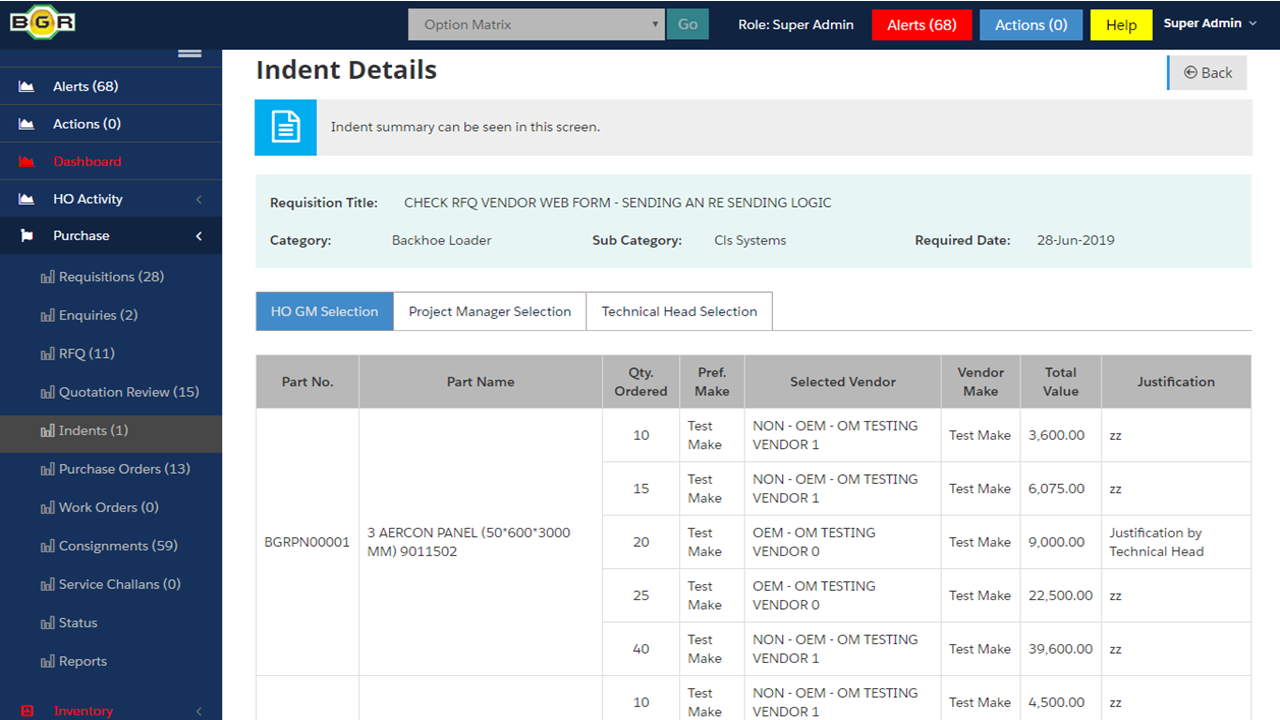 BGR
Option Matrix
Go
Role: Super Admin
Alerts (68)
Actions (0)
Help
Super Admin
Alerts (68)
Actions (0)
Dashboard
HO Activity
Purchase
Requisitions (28)
Enquiries (2)
RFQ (11)
Quotation Review (15)
Indents (1)
Purchase Orders (13)
Work Orders (0)
Consignments (59)
Service Challans (0)
Status
Reports
Inventory
Indent Details
Back
Indent summary can be seen in this screen.
Requisition Title: CHECK RFQ VENDOR WEB FORM - SENDING AN RE SENDING LOGIC
Category: Backhoe Loader Sub Category: Cls Systems Required Date: 28-Jun-2019
HO GM Selection
Project Manager Selection
Technical Head Selection
Part No.
Part Name
Qty.
Ordered
Pref.
Make
Selected Vendor
Vendor
Make
Total
Value
Justification
BGRPN00001
3 AERCON PANEL (50*600*3000
MM) 9011502
10
Test
Make
NON - OEM - OM TESTING
VENDOR 1
Test Make
3,600.00
zz
15
Test
Make
NON - OEM - OM TESTING
VENDOR 1
Test Make
6,075.00
zz
20
Test
Make
OEM - OM TESTING
VENDOR 0
Test Make
9,000.00
Justification by
Technical Head
25
Test
Make
OEM - OM TESTING
VENDOR 0
Test Make
22,500.00
zz
40
Test
Make
NON - OEM - OM TESTING
VENDOR 1
Test Make
39,600.00
zz
10
Test
Make
NON - OEM - OM TESTING
VENDOR 1
Test Make
4,500.00
zz